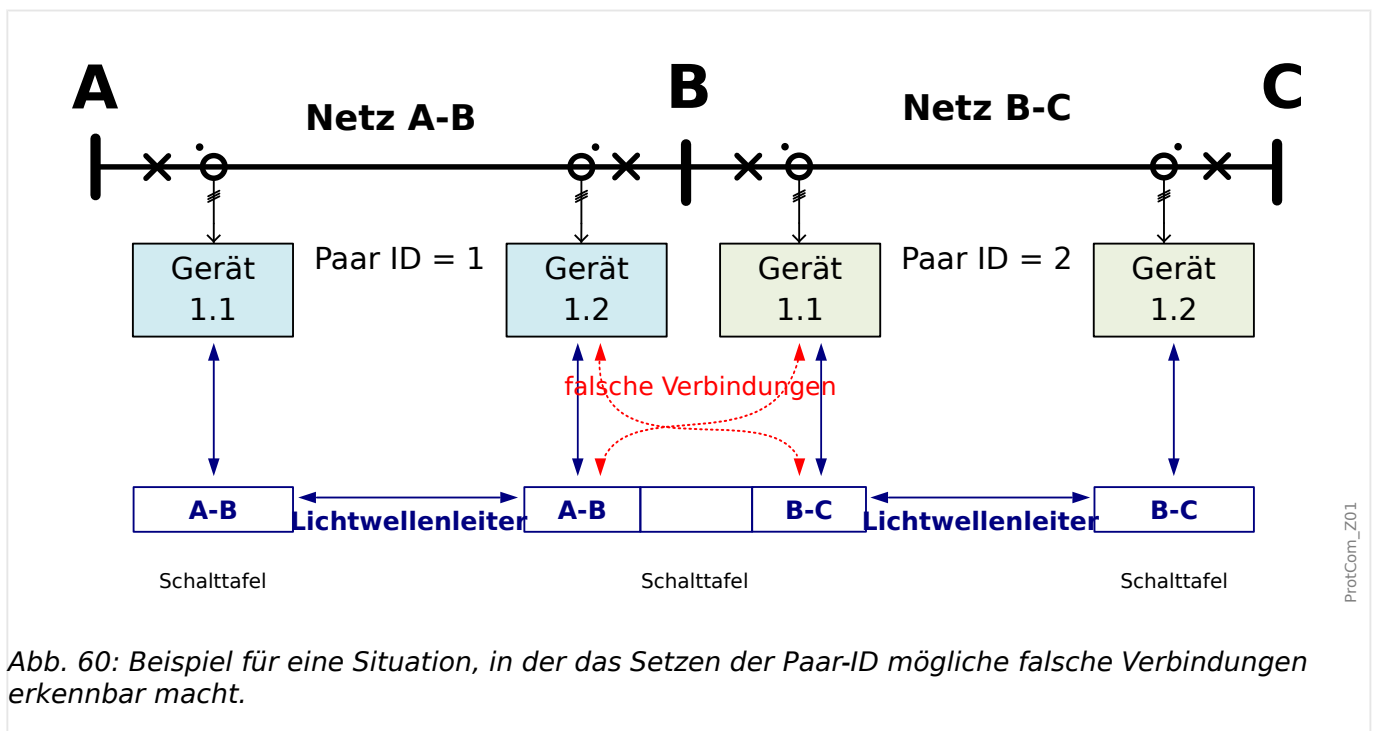 A
B
C
Netz A-B
Netz B-C
Gerät
1.1
Paar ID = 1
Gerät
1.2
Gerät
1.1
Paar ID = 2
Gerät
1.2
falsche Verbindungen
A-B
Lichtwellenleiter
A-B
B-C
Lichtwellenleiter
B-C
Schalttafel
Schalttafel
Schalttafel
ProtCom_Z01
Abb. 60: Beispiel für eine Situation, in der das Setzen der Paar-ID mögliche falsche Verbindungen
erkennbar macht.